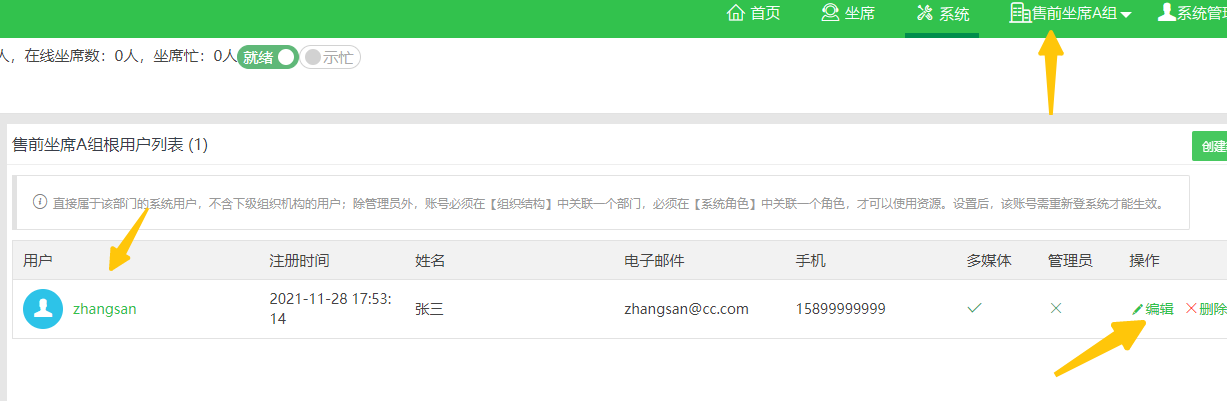 首页 坐席 系统 售前坐席A组 系统管理
人，在线坐席数：0人，坐席忙：0人 就绪 示忙
售前坐席A组根用户列表 (1)
创建
直接属于该部门的系统用户，不含下级组织机构的用户；除管理员外，账号必须在【组织结构】中关联一个部门，必须在【系统角色】中关联一个角色，才可以使用资源。设置后，该账号需重新登系统才能生效。
用户 注册时间 姓名 电子邮件 手机 多媒体 管理员 操作
zhangsan 2021-11-28 17:53:14 张三 zhangsan@cc.com 15899999999 编辑 删除